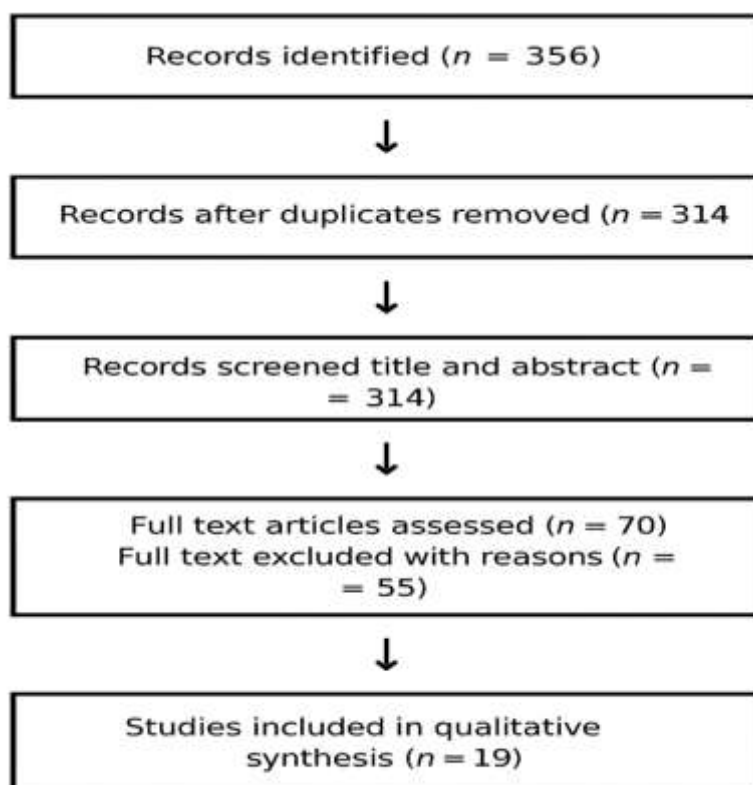 Records identified (n = 356)
↓
Records after duplicates removed (n = 314
↓
Records screened title and abstract (n =
= 314)
↓
Full text articles assessed (n = 70)
Full text excluded with reasons (n =
= 55)
↓
Studies included in qualitative
synthesis (n = 19)